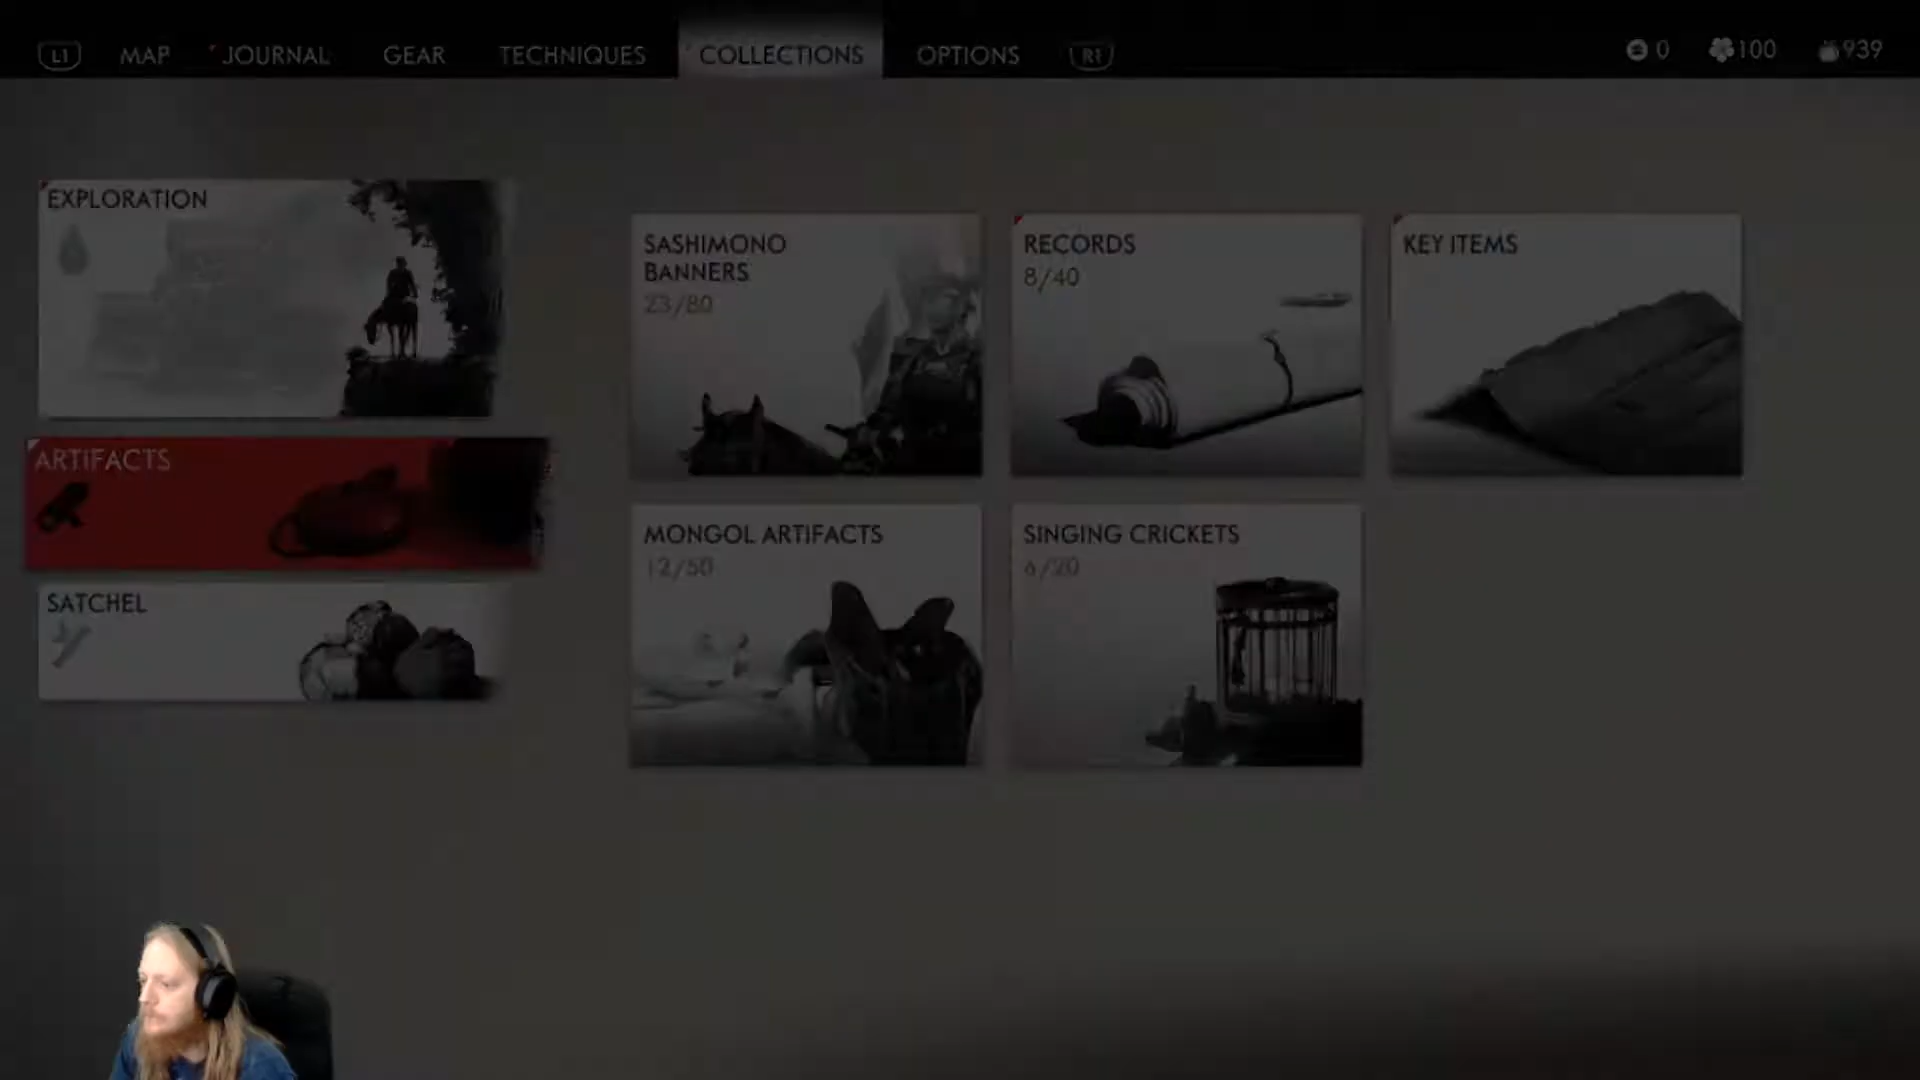 L1 MAP JOURNAL GEAR TECHNIQUES COLLECTIONS OPTIONS R1 0 100 939
EXPLORATION
ARTIFACTS
SATCHEL
SASHIMONO
BANNERS
23/80
RECORDS
8/40
KEY ITEMS
MONGOL ARTIFACTS
12/50
SINGING CRICKETS
6/20